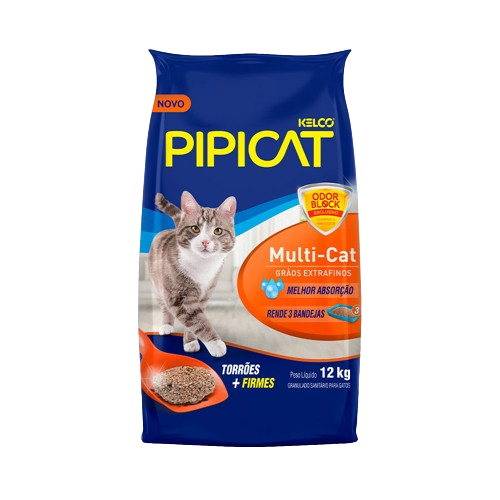 NOVO
KELCO
PIPICAT
ODOR
BLOCK
EXCLUSIVO
Multi-Cat
GRÃOS EXTRAFINOS
MELHOR ABSORÇÃO
RENDE 3 BANDEJAS
TORRÕES
+ FIRMES
Peso Líquido 12 kg
GRANULADO SANITÁRIO PARA GATOS